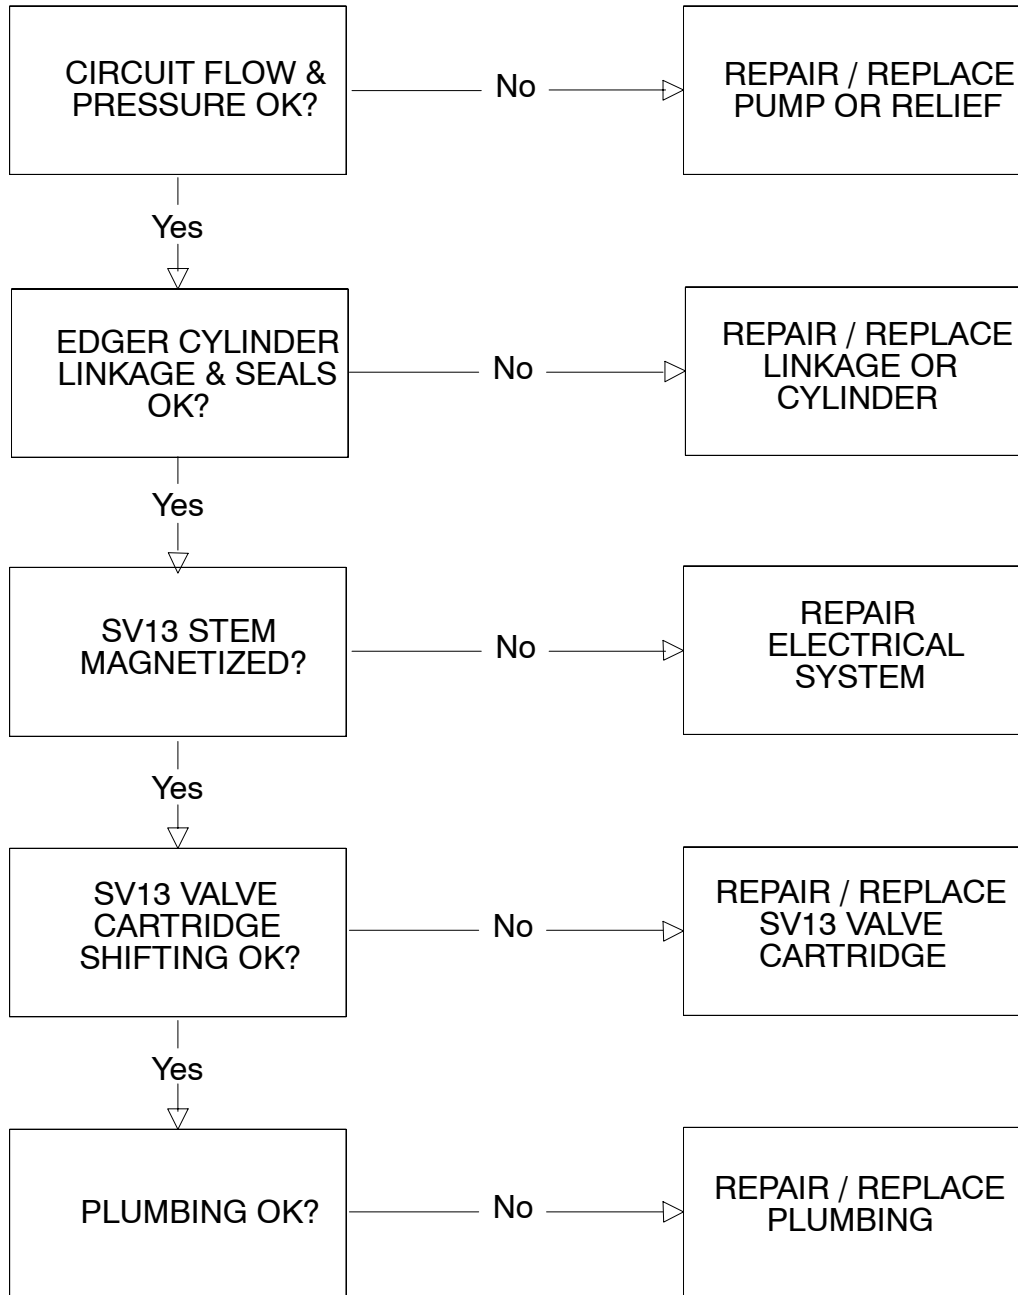 CIRCUIT FLOW &
PRESSURE OK?
No
REPAIR / REPLACE
PUMP OR RELIEF
Yes
EDGER CYLINDER
LINKAGE & SEALS
OK?
No
REPAIR / REPLACE
LINKAGE OR
CYLINDER
Yes
SV13 STEM
MAGNETIZED?
No
REPAIR
ELECTRICAL
SYSTEM
Yes
SV13 VALVE
CARTRIDGE
SHIFTING OK?
No
REPAIR / REPLACE
SV13 VALVE
CARTRIDGE
Yes
PLUMBING OK?
No
REPAIR / REPLACE
PLUMBING